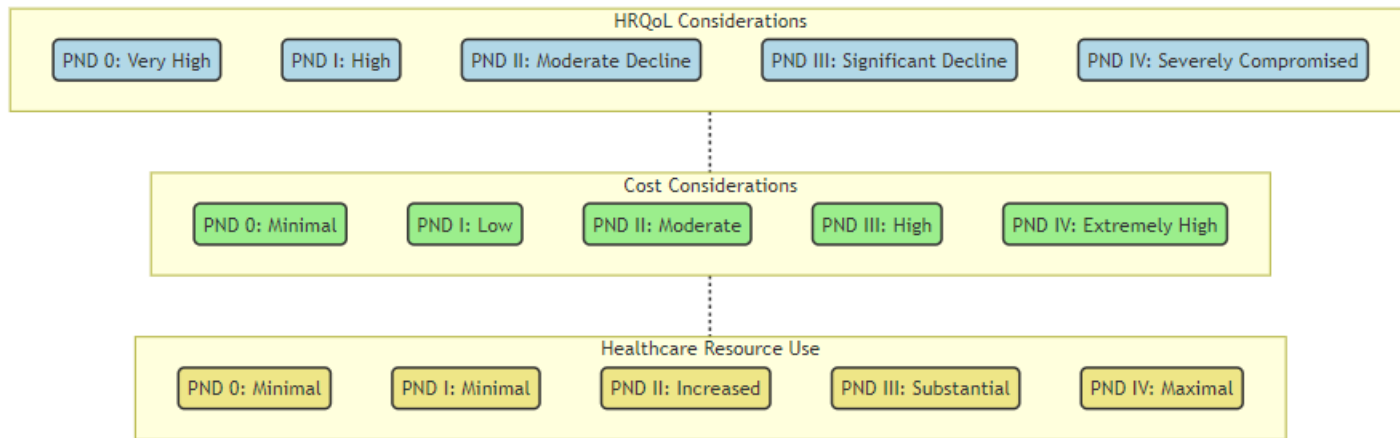 HRQoL Considerations
PND 0: Very High
PND I: High
PND II: Moderate Decline
PND III: Significant Decline
PND IV: Severely Compromised
Cost Considerations
PND 0: Minimal
PND I: Low
PND II: Moderate
PND III: High
PND IV: Extremely High
Healthcare Resource Use
PND 0: Minimal
PND I: Minimal
PND II: Increased
PND III: Substantial
PND IV: Maximal